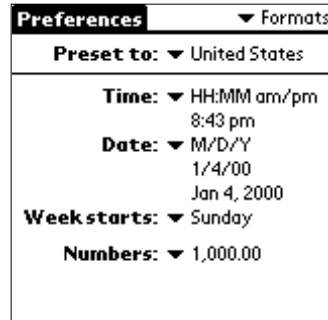 Preferences ▼ Formats
Preset to: ▼ United States
Time: ▼ HH:MM am/pm
8:43 pm
Date: ▼ M/D/Y
1/4/00
Jan 4, 2000
Week starts: ▼ Sunday
Numbers: ▼ 1,000.00